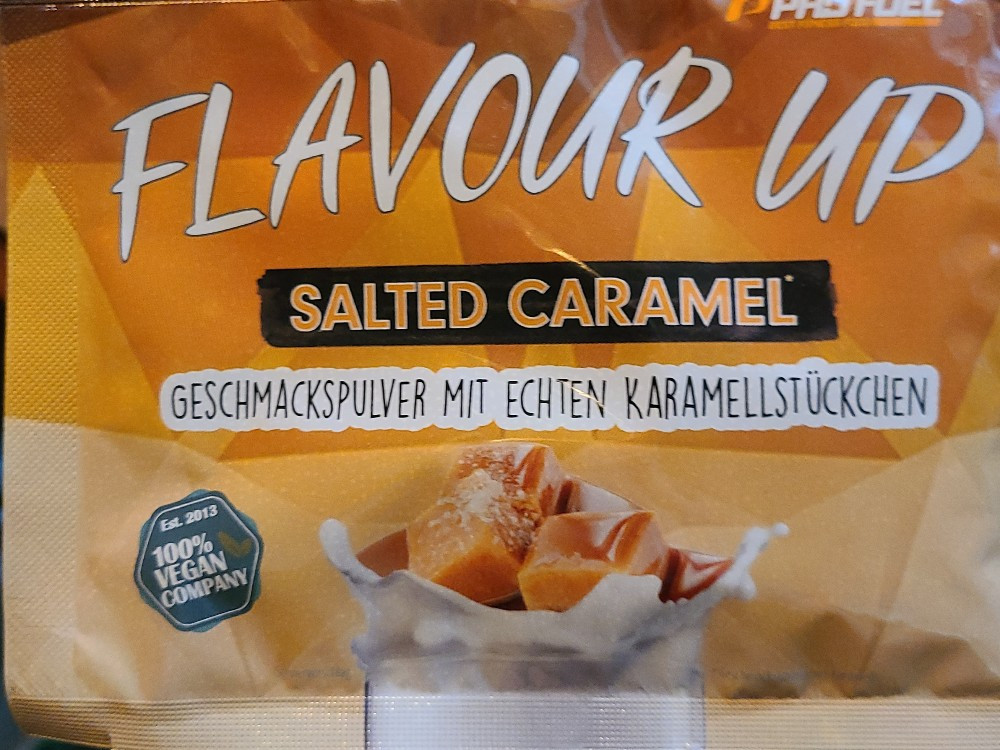 FLAVOUR UP
SALTED CARAMEL*
GESCHMACKSPULVER MIT ECHTEN KARAMELLSTÜCKCHEN
Est. 2013
100%
VEGAN
COMPANY